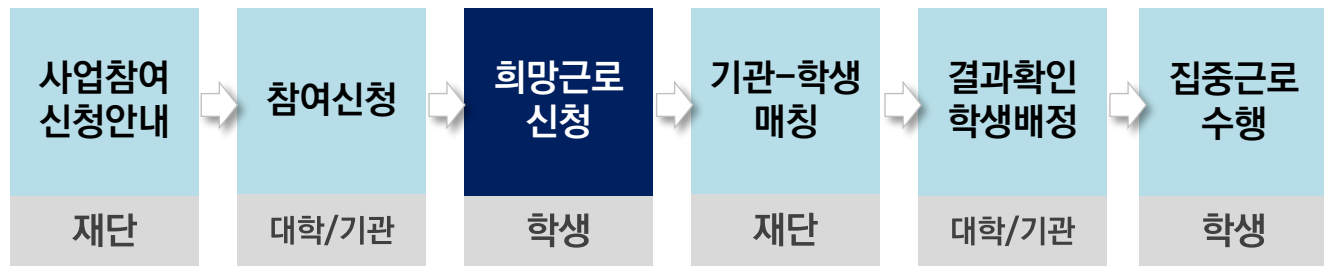 사업참여
신청안내
재단
참여신청
대학/기관
희망근로
신청
학생
기관-학생
매칭
재단
결과확인
학생배정
대학/기관
집중근로
수행
학생